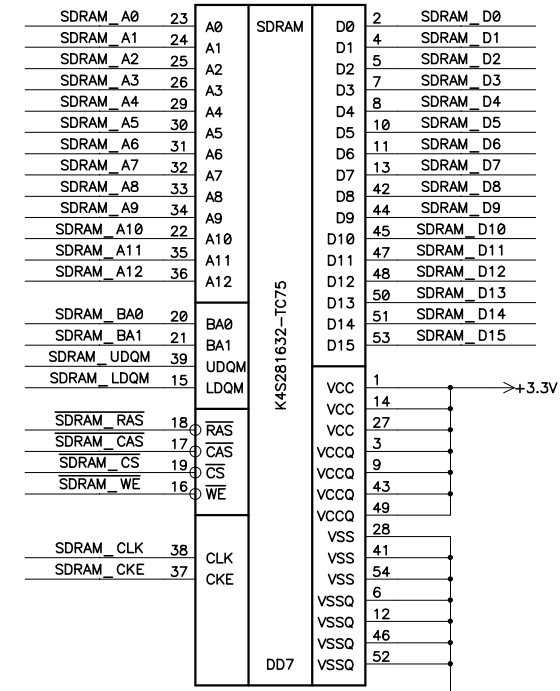 SDRAM_A0 23 A0 SDRAM D0 2 SDRAM_D0
SDRAM_A1 24 A1 D1 4 SDRAM_D1
SDRAM_A2 25 A2 D2 5 SDRAM_D2
SDRAM_A3 26 A3 D3 7 SDRAM_D3
SDRAM_A4 29 A4 D4 8 SDRAM_D4
SDRAM_A5 30 A5 D5 10 SDRAM_D5
SDRAM_A6 31 A6 D6 11 SDRAM_D6
SDRAM_A7 32 A7 D7 13 SDRAM_D7
SDRAM_A8 33 A8 D8 42 SDRAM_D8
SDRAM_A9 34 A9 D9 44 SDRAM_D9
SDRAM_A10 22 A10 D10 45 SDRAM_D10
SDRAM_A11 35 A11 D11 47 SDRAM_D11
SDRAM_A12 36 A12 D12 48 SDRAM_D12
D13 50 SDRAM_D13
SDRAM_BA0 20 BA0 D14 51 SDRAM_D14
SDRAM_BA1 21 BA1 D15 53 SDRAM_D15
SDRAM_UDQM 39 UDQM
SDRAM_LDQM 15 LDQM VCC 1 +3.3V
K4S281632-TC75
VCC 14
SDRAM_RAS 18 RAS VCC 27
SDRAM_CAS 17 CAS VCCQ 3
SDRAM_CS 19 CS VCCQ 9
SDRAM_WE 16 WE VCCQ 43
VCCQ 49
VSS 28
SDRAM_CLK 38 CLK VSS 41
SDRAM_CKE 37 CKE VSS 54
VSSQ 6
VSSQ 12
VSSQ 46
DD7 VSSQ 52